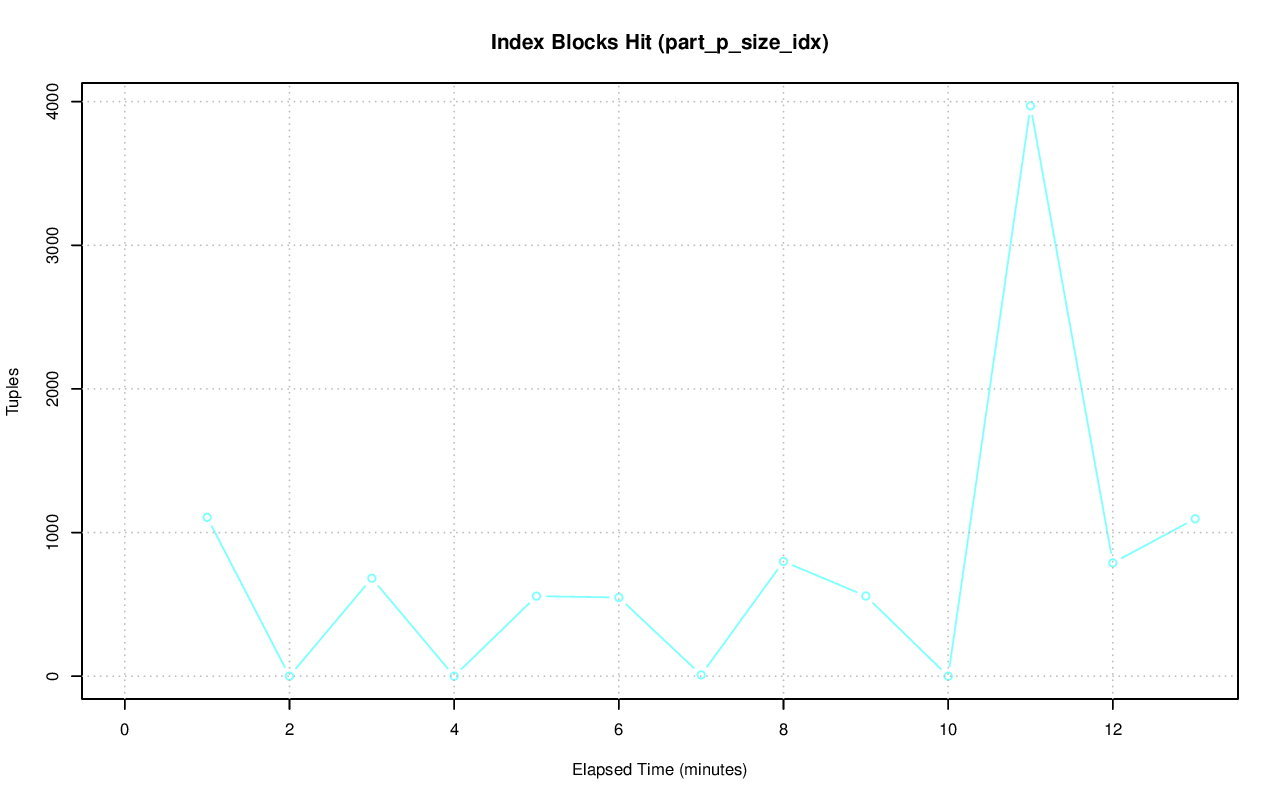 Index Blocks Hit (part_p_size_idx)
4000
3000
2000
1000
0
Tuples
0 2 4 6 8 10 12
Elapsed Time (minutes)